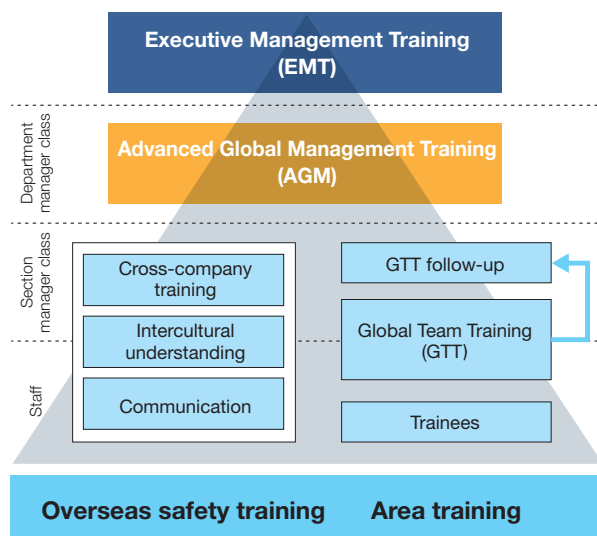 Executive Management Training
(EMT)
Department
manager class
Advanced Global Management Training
(AGM)
Section
manager class
Cross-company
training
Intercultural
understanding
Communication
GTT follow-up
Global Team Training
(GTT)
Trainees
Staff
Overseas safety training
Area training